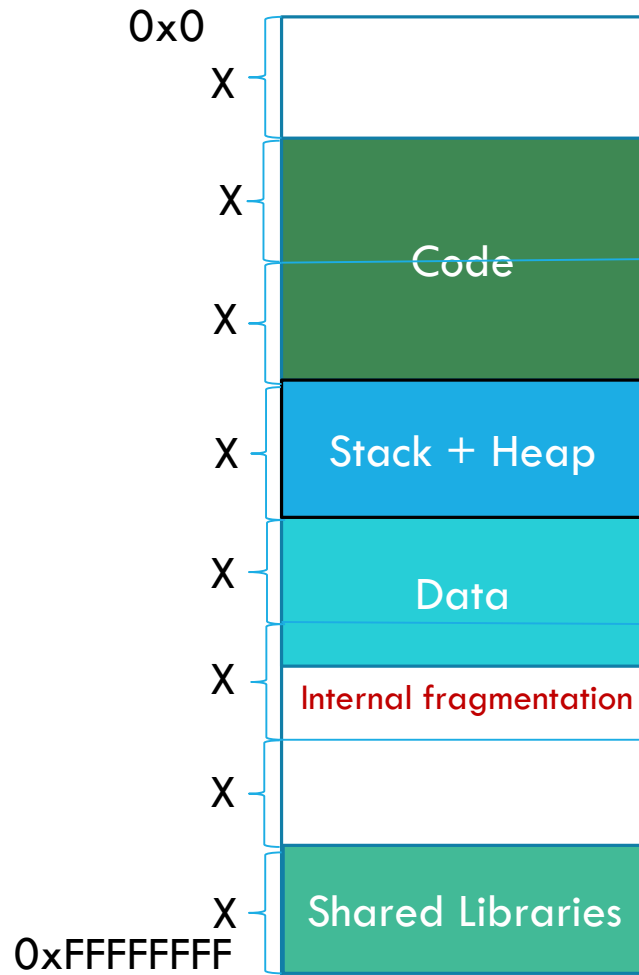 0x0
X
X
Code
X
X
Stack + Heap
X
Data
X
Internal fragmentation
X
X
Shared Libraries
0xFFFFFFFF